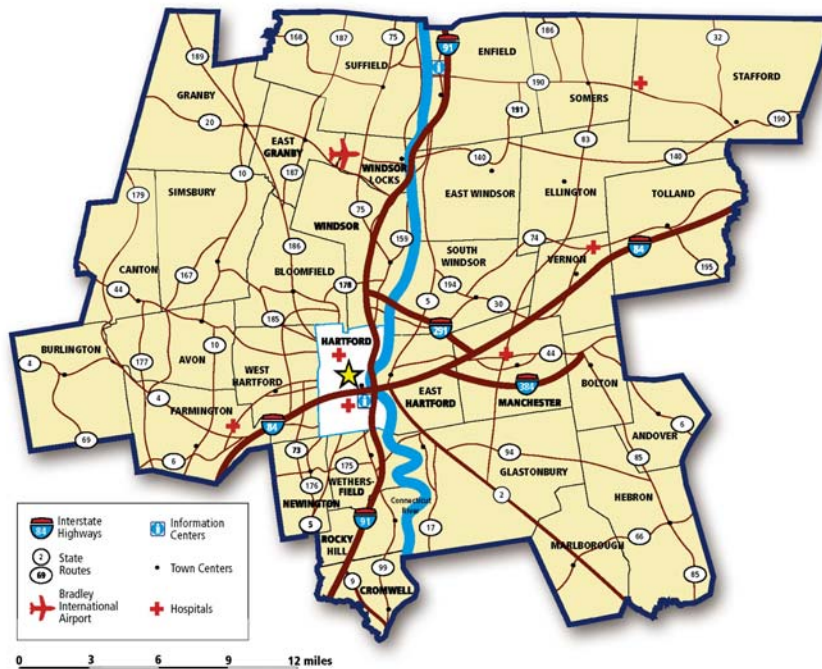 168
187
75
91
ENFIELD
186
32
SUFFIELD
STAFFORD
189
190
GRANBY
SOMERS
191
190
20
EAST
GRANBY
83
WINDSOR
LOCKS
140
140
10
187
EAST WINDSOR
ELLINGTON
TOLLAND
179
SIMSBURY
75
WINDSOR
159
SOUTH
WINDSOR
74
VERNON
84
186
BLOOMFIELD
195
CANTON
167
178
194
44
5
30
185
291
BURLINGTON
HARTFORD
10
AVON
177
4
WEST
HARTFORD
44
384
BOLTON
4
EAST
HARTFORD
MANCHESTER
FARMINGTON
84
6
ANDOVER
69
73
94
6
175
GLASTONBURY
85
176
WETHERS-
FIELD
2
HEBRON
NEWINGTON
Connecticut
River
5
91
17
66
ROCKY
HILL
MARLBOROUGH
99
85
9
CROMWELL
84
Interstate
Highways
Information
Centers
2
69
State
Routes
Town Centers
Bradley
International
Airport
Hospitals
0 3 6 9 12 miles